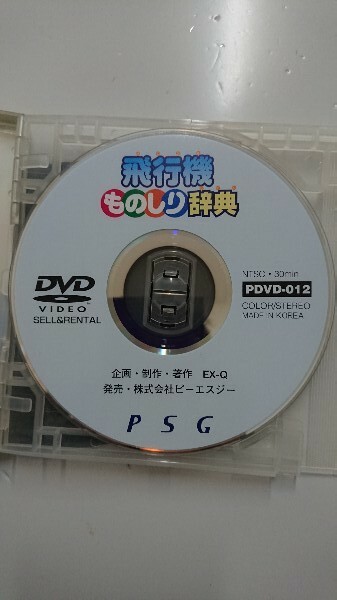 飛行機
ものしり辞典
DVD
VIDEO
SELL&RENTAL
NTSC・30min
PDVD-012
COLOR/STEREO
MADE IN KOREA
企画・制作・著作 EX-Q
発売・株式会社ピーエスジー
PSG